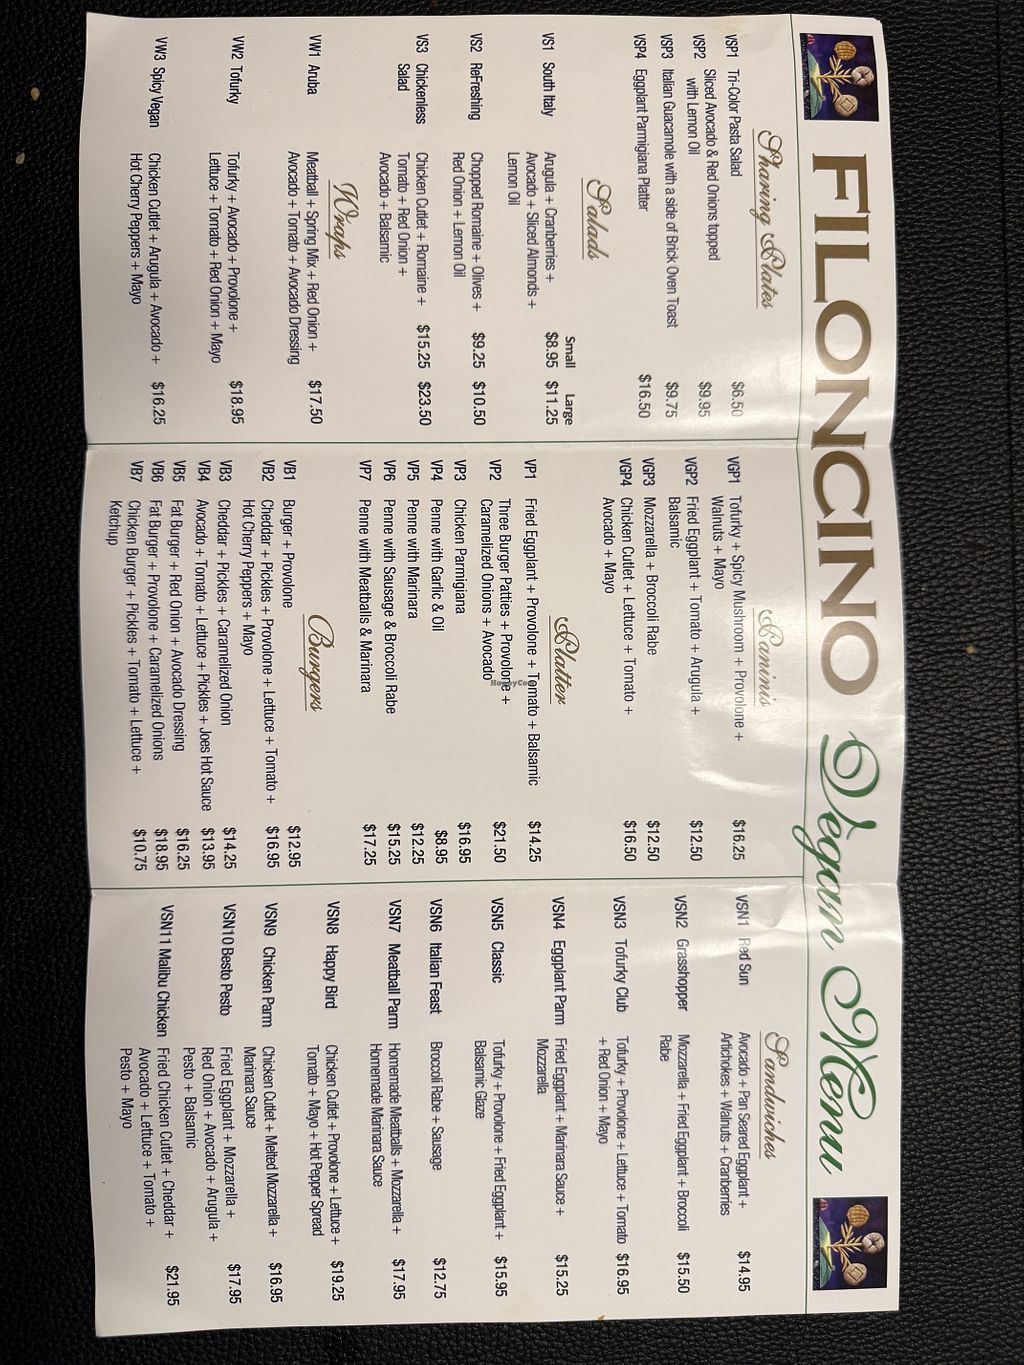 FILONCINO Vegan Menu
Sharing Plates
VSP1 Tri-Color Pasta Salad $6.50
VSP2 Sliced Avocado & Red Onions topped
with Lemon Oil $9.95
VSP3 Italian Guacamole with a side of Brick Oven Toast $9.75
VSP4 Eggplant Parmigiana Platter $16.50
Salads
Small Large
VS1 South Italy Arugula + Cranberries + $8.95 $11.25
Avocado + Sliced Almonds +
Lemon Oil
VS2 ReFreshing Chopped Romaine + Olives + $9.25 $10.50
Red Onion + Lemon Oil
VS3 Chickenless Chicken Cutlet + Romaine + $15.25 $23.50
Salad Tomato + Red Onion +
Avocado + Balsamic
Wraps
VW1 Aruba Meatball + Spring Mix + Red Onion + $17.50
Avocado + Tomato + Avocado Dressing
VW2 Tofurky Tofurky + Avocado + Provolone + $18.95
Lettuce + Tomato + Red Onion + Mayo
VW3 Spicy Vegan Chicken Cutlet + Arugula + Avocado + $16.25
Hot Cherry Peppers + Mayo
Paninis
VGP1 Tofurky + Spicy Mushroom + Provolone + $16.25
Walnuts + Mayo
VGP2 Fried Eggplant + Tomato + Arugula + $12.50
Balsamic
VGP3 Mozzarella + Broccoli Rabe $12.50
VGP4 Chicken Cutlet + Lettuce + Tomato + $16.50
Avocado + Mayo
Platter
VP1 Fried Eggplant + Provolone + Tomato + Balsamic $14.25
VP2 Three Burger Patties + Provolone + $21.50
Caramelized Onions + Avocado
VP3 Chicken Parmigiana $16.95
VP4 Penne with Garlic & Oil $8.95
VP5 Penne with Marinara $12.25
VP6 Penne with Sausage & Broccoli Rabe $15.25
VP7 Penne with Meatballs & Marinara $17.25
HappyCow
Burgers
VB1 Burger + Provolone $12.95
VB2 Cheddar + Pickles + Provolone + Lettuce + Tomato + $16.95
Hot Cherry Peppers + Mayo
VB3 Cheddar + Pickles + Caramelized Onion $14.25
VB4 Avocado + Tomato + Lettuce + Pickles + Joes Hot Sauce $13.95
VB5 Fat Burger + Red Onion + Avocado Dressing $16.25
VB6 Fat Burger + Provolone + Caramelized Onions $18.95
VB7 Chicken Burger + Pickles + Tomato + Lettuce + $10.75
Ketchup
Sandwiches
VSN1 Red Sun Avocado + Pan Seared Eggplant + $14.95
Artichokes + Walnuts + Cranberries
VSN2 Grasshopper Mozzarella + Fried Eggplant + Broccoli $15.50
Rabe
VSN3 Tofurky Club Tofurky + Provolone + Lettuce + Tomato $16.95
+ Red Onion + Mayo
VSN4 Eggplant Parm Fried Eggplant + Marinara Sauce + $15.25
Mozzarella
VSN5 Classic Tofurky + Provolone + Fried Eggplant + $15.95
Balsamic Glaze
VSN6 Italian Feast Broccoli Rabe + Sausage $12.75
VSN7 Meatball Parm Homemade Meatballs + Mozzarella + $17.95
Homemade Marinara Sauce
VSN8 Happy Bird Chicken Cutlet + Provolone + Lettuce + $19.25
Tomato + Mayo + Hot Pepper Spread
VSN9 Chicken Parm Chicken Cutlet + Melted Mozzarella + $16.95
Marinara Sauce
VSN10 Besto Pesto Fried Eggplant + Mozzarella + $17.95
Red Onion + Avocado + Arugula +
Pesto + Balsamic
VSN11 Malibu Chicken Fried Chicken Cutlet + Cheddar + $21.95
Avocado + Lettuce + Tomato +
Pesto + Mayo